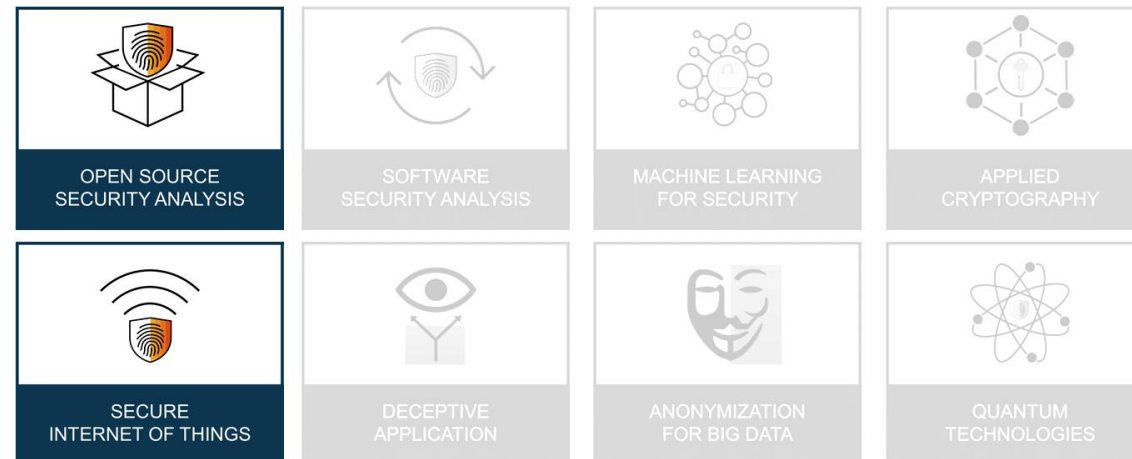 OPEN SOURCE
SECURITY ANALYSIS
SOFTWARE
SECURITY ANALYSIS
MACHINE LEARNING
FOR SECURITY
APPLIED
CRYPTOGRAPHY
SECURE
INTERNET OF THINGS
DECEPTIVE
APPLICATION
ANONYMIZATION
FOR BIG DATA
QUANTUM
TECHNOLOGIES